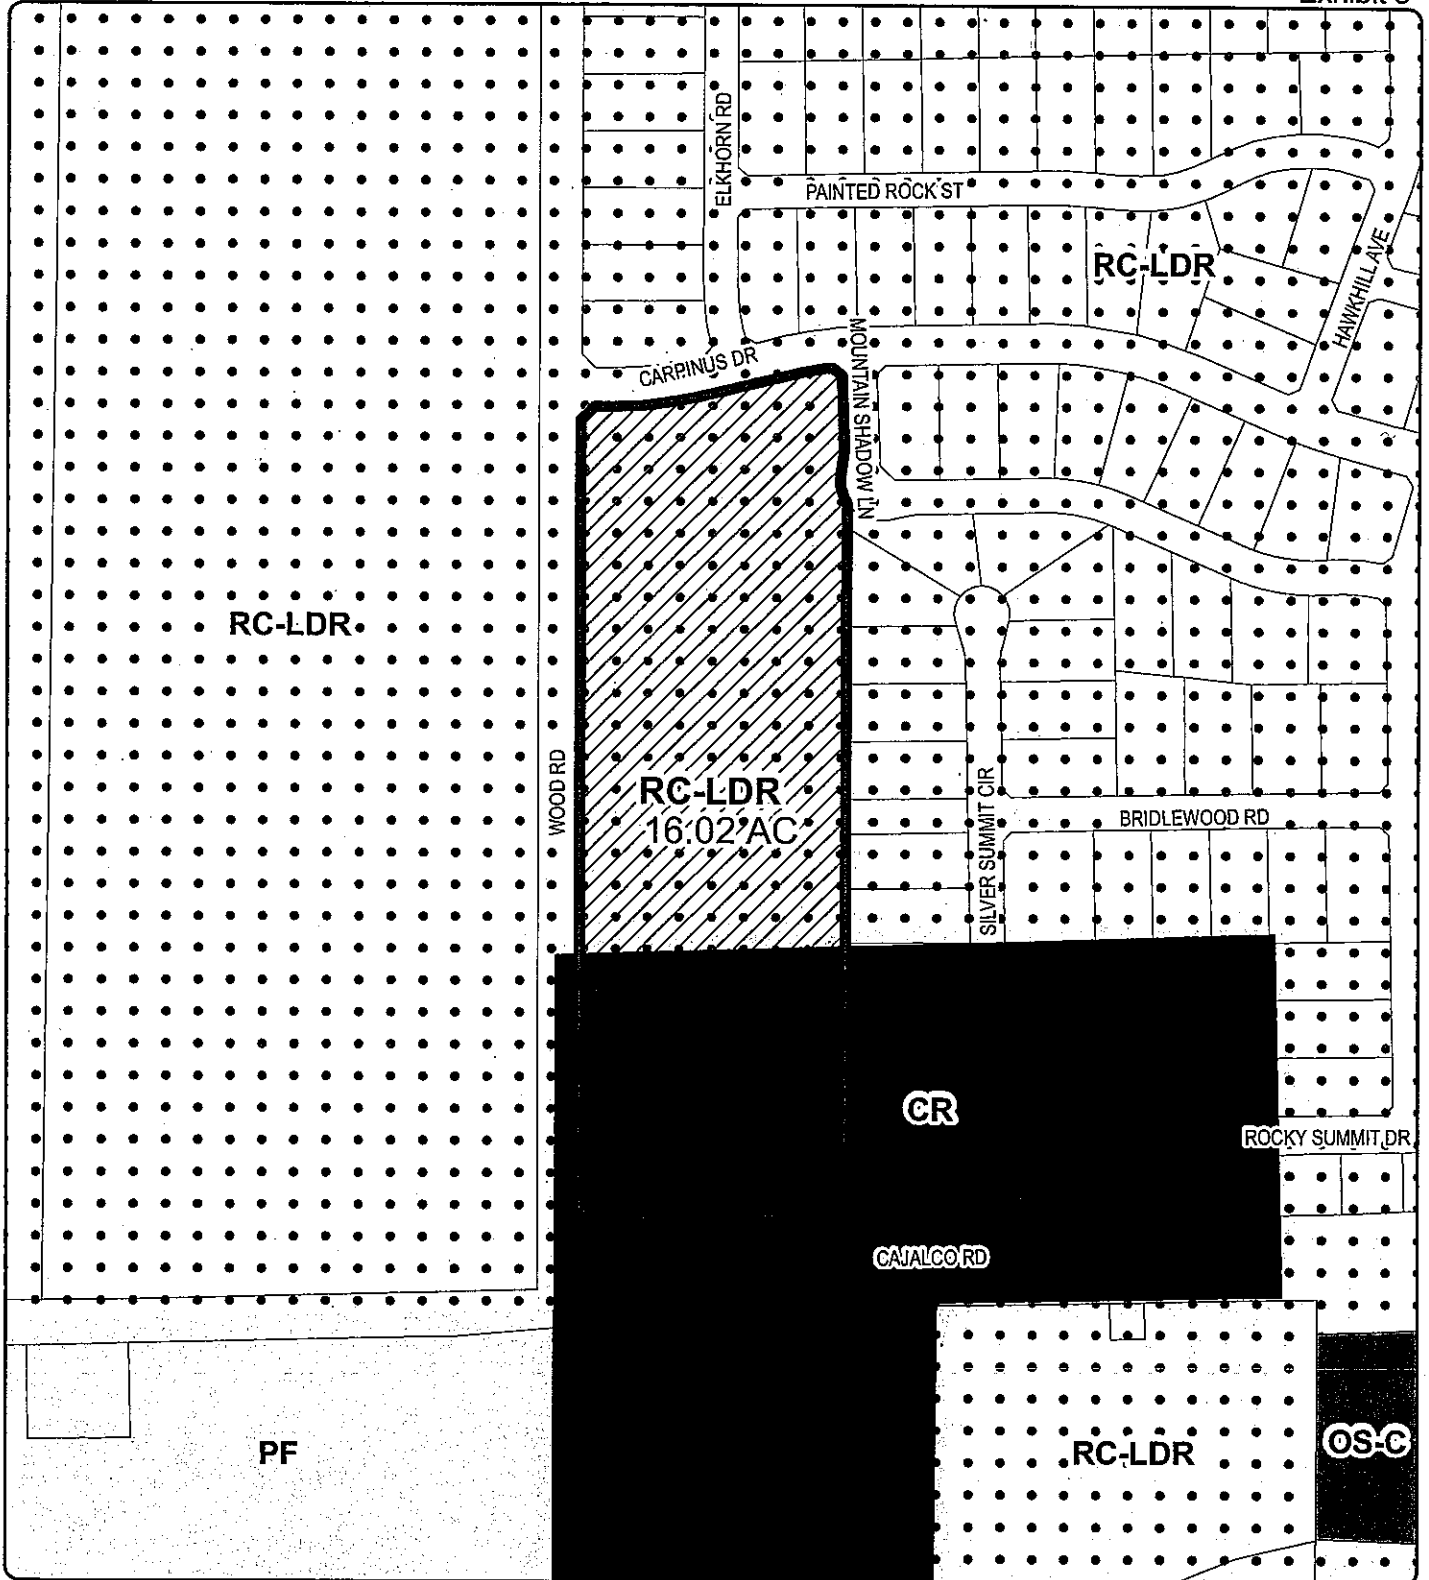 ELKHORN RD
PAINTED ROCK ST
RC-LDR
HAWKHILL AVE
CARPINUS DR
MOUNTAIN SHADOW LN
RC-LDR
WOOD RD
RC-LDR
16.02 AC
SILVER SUMMIT CIR
BRIDLEWOOD RD
CR
ROCKY SUMMIT DR
CAJALCO RD
PF
RC-LDR
OS-C